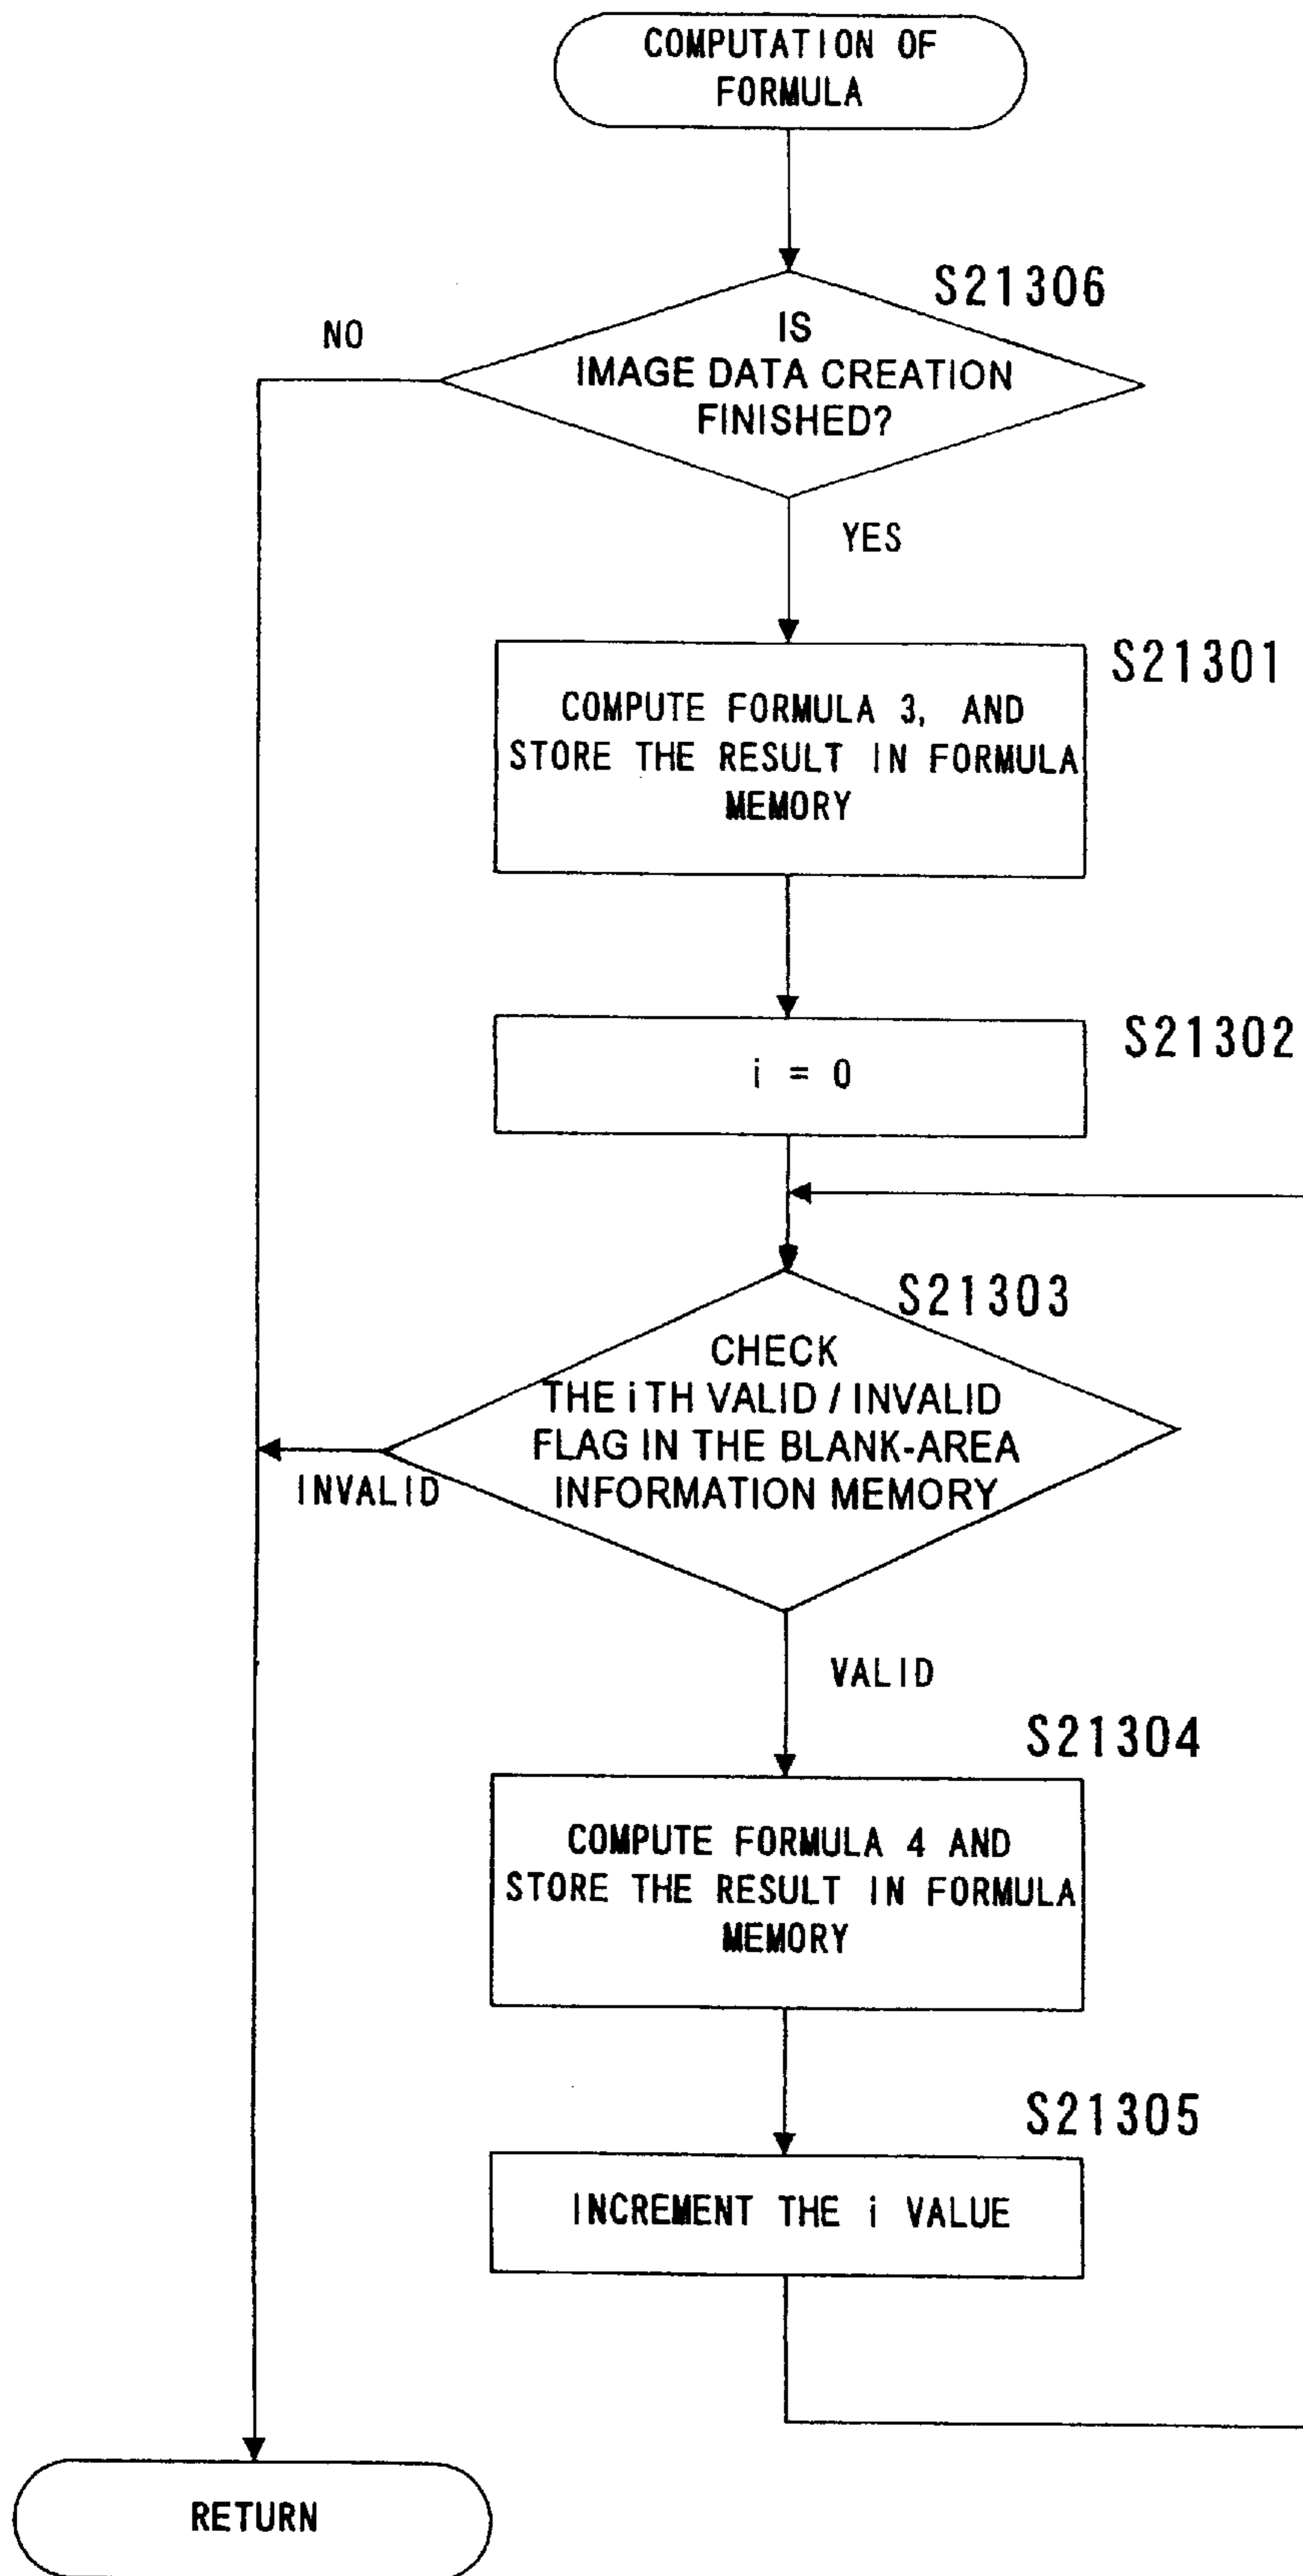 COMPUTATION OF
FORMULA
S21306
NO
IS
IMAGE DATA CREATION
FINISHED?
YES
S21301
COMPUTE FORMULA 3, AND
STORE THE RESULT IN FORMULA
MEMORY
S21302
i = 0
S21303
CHECK
THE i TH VALID / INVALID
FLAG IN THE BLANK-AREA
INFORMATION MEMORY
INVALID
VALID
S21304
COMPUTE FORMULA 4 AND
STORE THE RESULT IN FORMULA
MEMORY
S21305
INCREMENT THE i VALUE
RETURN